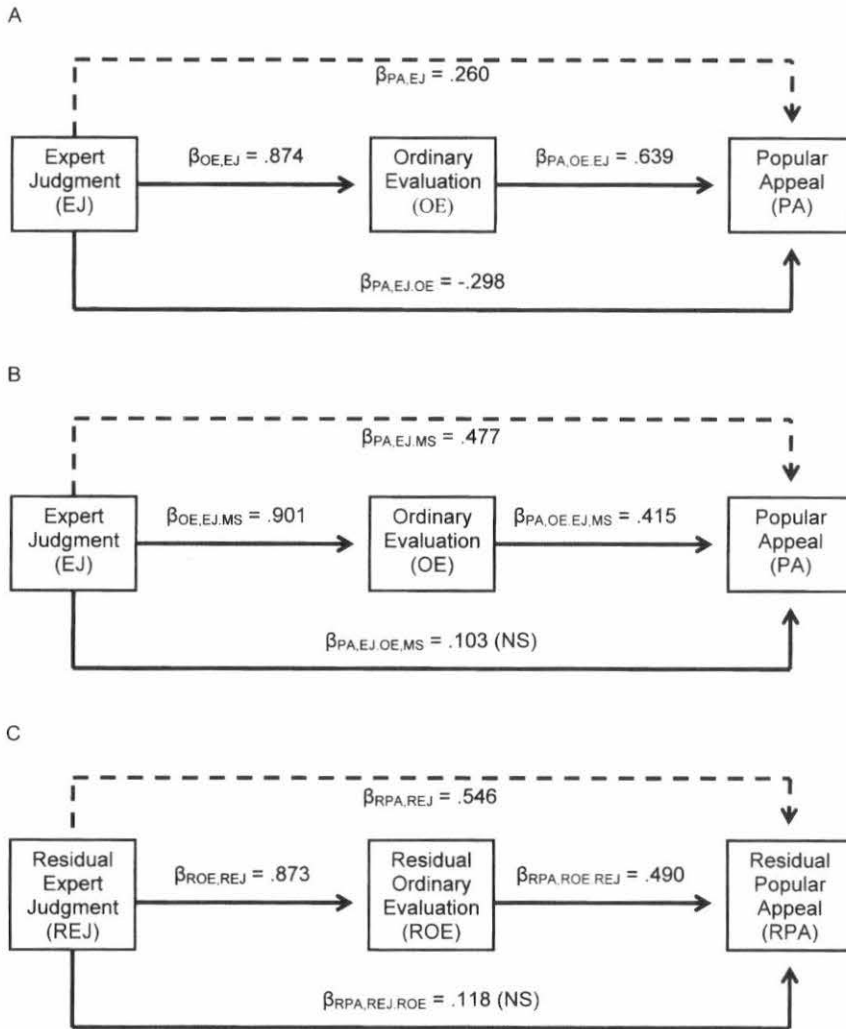 A
βPA,EJ = .260
Expert
Judgment
(EJ)
βOE,EJ = .874
Ordinary
Evaluation
(OE)
βPA,OE.EJ = .639
Popular
Appeal
(PA)
βPA,EJ.OE = -.298
B
βPA,EJ.MS = .477
Expert
Judgment
(EJ)
βOE,EJ.MS = .901
Ordinary
Evaluation
(OE)
βPA,OE.EJ,MS = .415
Popular
Appeal
(PA)
βPA,EJ.OE,MS = .103 (NS)
C
βRPA,REJ = .546
Residual
Expert
Judgment
(REJ)
βROE,REJ = .873
Residual
Ordinary
Evaluation
(ROE)
βRPA,ROE.REJ = .490
Residual
Popular
Appeal
(RPA)
βRPA,REJ.ROE = .118 (NS)